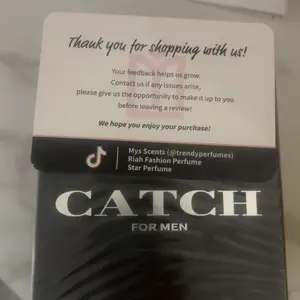 Thank you for shopping with us!
Your feedback helps us grow.
Contact us if any issues arise,
please give us the opportunity to make it up to you
before leaving a review!
We hope you enjoy your purchase!
Mys Scents (@trendyperfumes)
Riah Fashion Perfume
Star Perfume
CATCH
FOR MEN